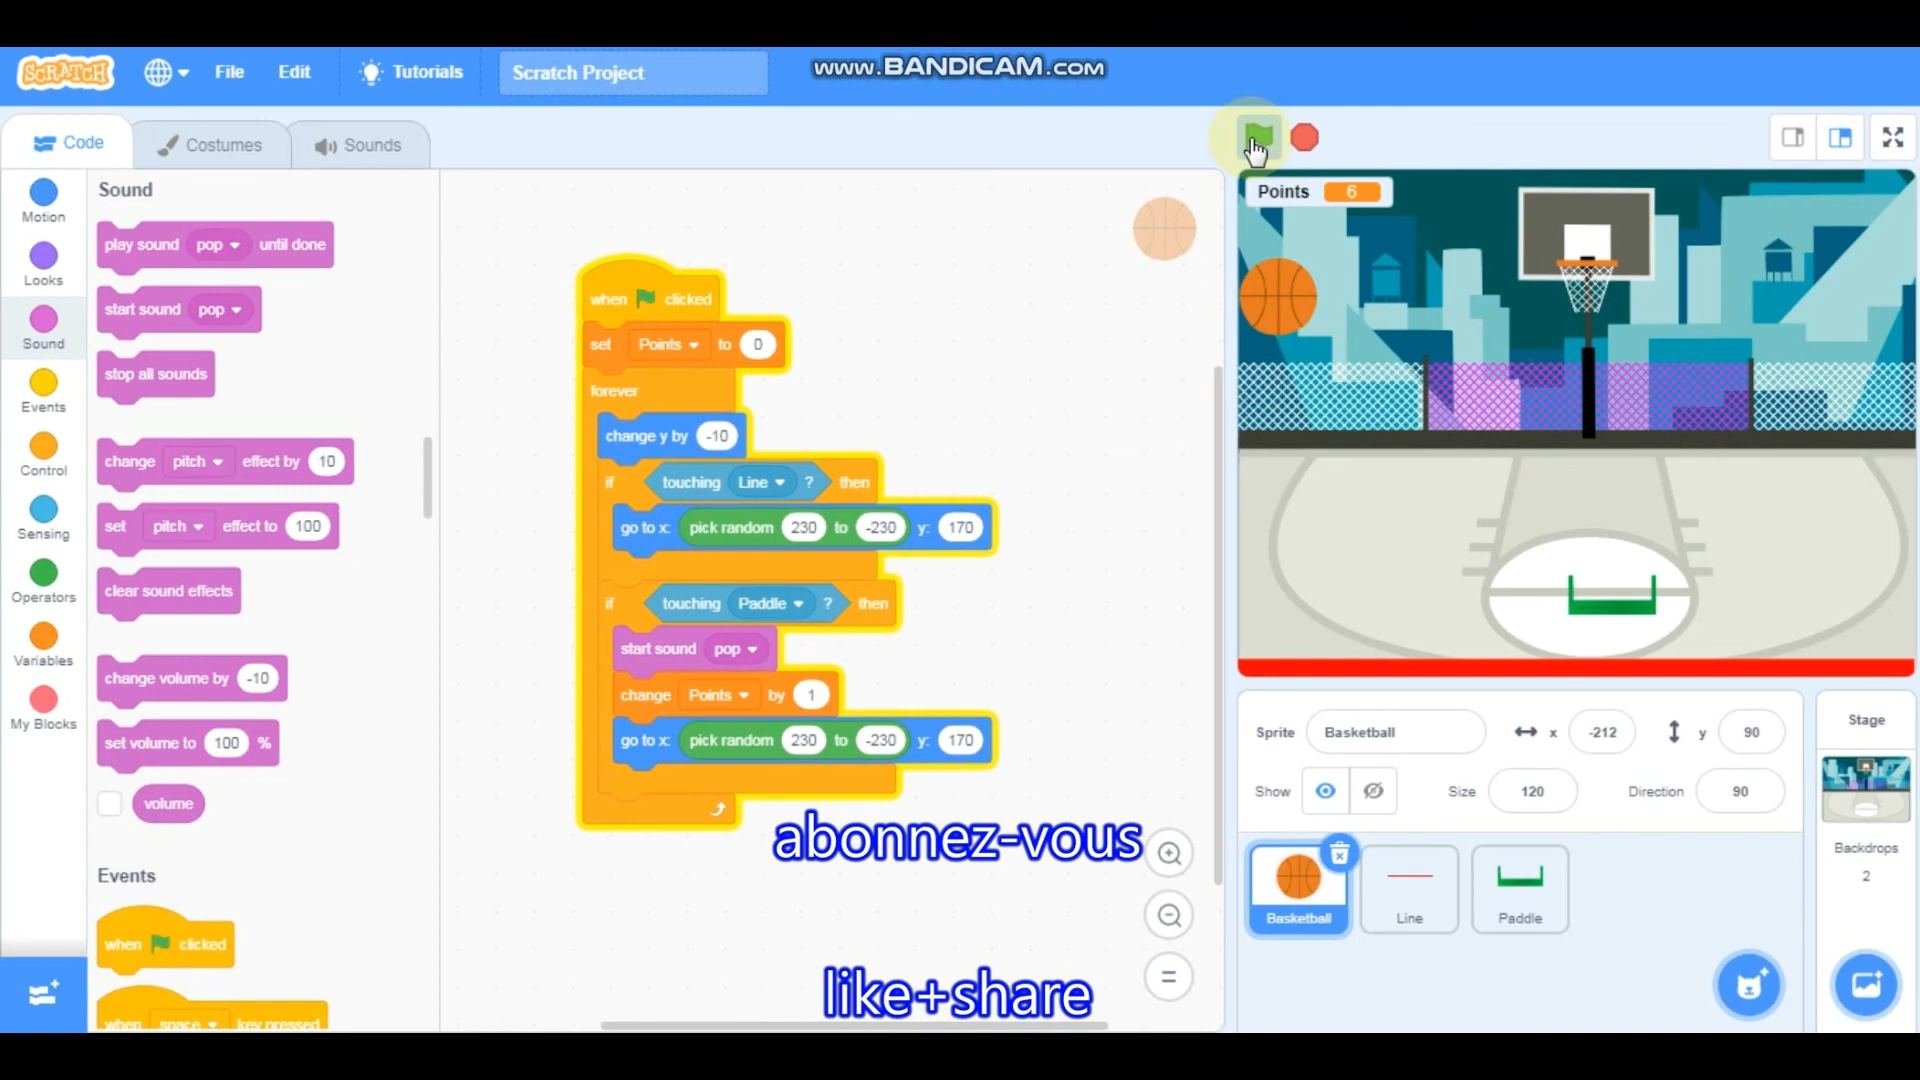 SCRATCH
File
Edit
Tutorials
Scratch Project
www.BANDICAM.com
Code
Costumes
Sounds
Motion
Looks
Sound
Events
Control
Sensing
Operators
Variables
My Blocks
Sound
play sound pop until done
start sound pop
stop all sounds
change pitch effect by 10
set pitch effect to 100
clear sound effects
change volume by -10
set volume to 100 %
volume
Events
when clicked
when space key pressed
when clicked
set Points to 0
forever
change y by -10
if touching Line ? then
go to x: pick random 230 to -230 y: 170
if touching Paddle ? then
start sound pop
change Points by 1
go to x: pick random 230 to -230 y: 170
abonnez-vous
like+share
Points 6
Sprite Basketball x -212 y 90
Show Size 120 Direction 90
Basketball
Line
Paddle
Stage
Backdrops
2